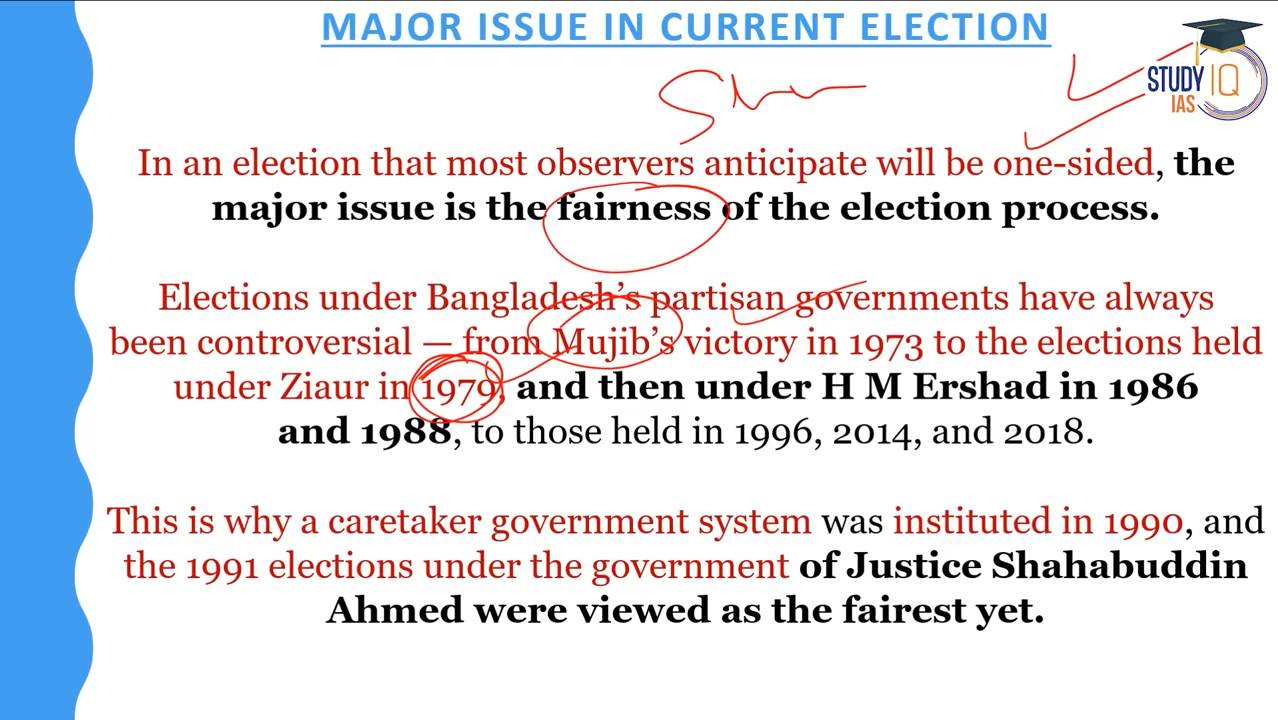 MAJOR ISSUE IN CURRENT ELECTION
STUDY IQ
IAS
In an election that most observers anticipate will be one-sided, the
major issue is the fairness of the election process.
Elections under Bangladesh’s partisan governments have always
been controversial — from Mujib’s victory in 1973 to the elections held
under Ziaur in 1979, and then under H M Ershad in 1986
and 1988, to those held in 1996, 2014, and 2018.
This is why a caretaker government system was instituted in 1990, and
the 1991 elections under the government of Justice Shahabuddin
Ahmed were viewed as the fairest yet.